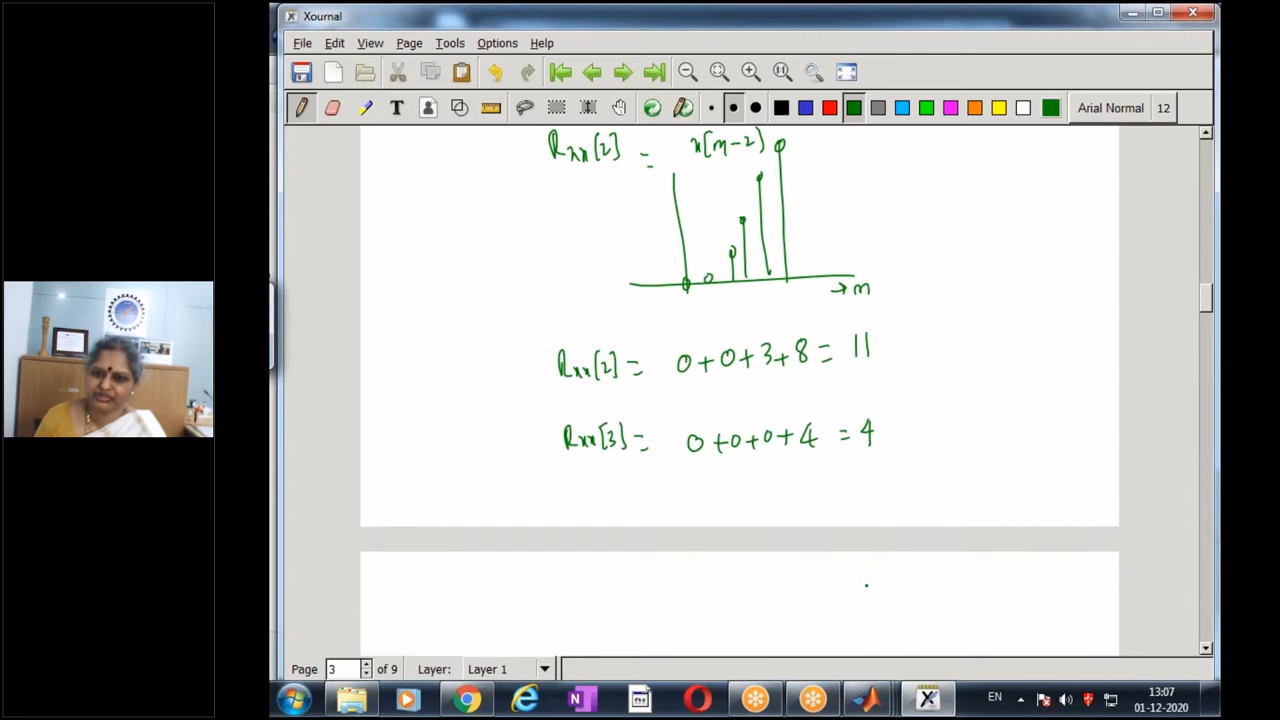 Xournal
File Edit View Page Tools Options Help
Arial Normal 12
Rxx[2] = x[m-2)
→ m
Rxx[2] = 0+0+3+8 = 11
Rxx[3] = 0+0+0+4 = 4
Page 3 of 9 Layer: Layer 1
EN 13:07
01-12-2020